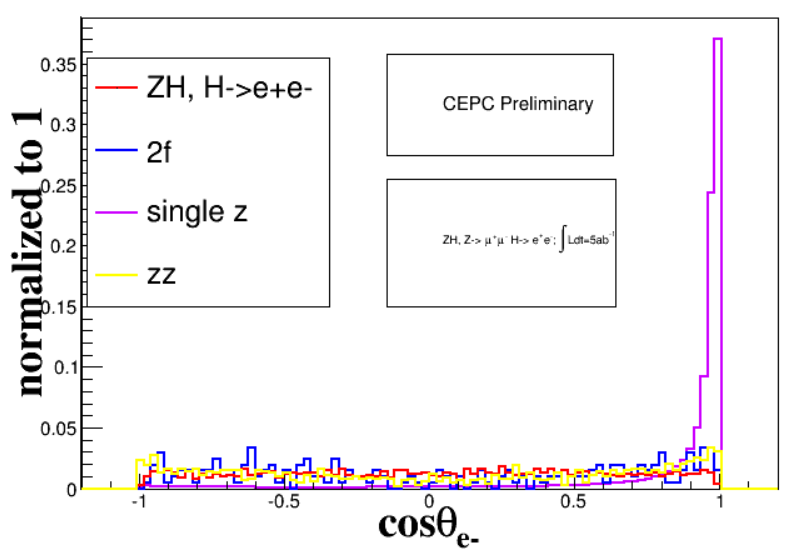 normalized to 1
0.35
0.3
0.25
0.2
0.15
0.1
0.05
0
ZH, H->e+e-
2f
single z
zz
CEPC Preliminary
ZH, Z-> μ⁺μ⁻ H-> e⁺e⁻; ∫Ldt=5ab⁻¹
-1 -0.5 0 0.5 1
cosθe-